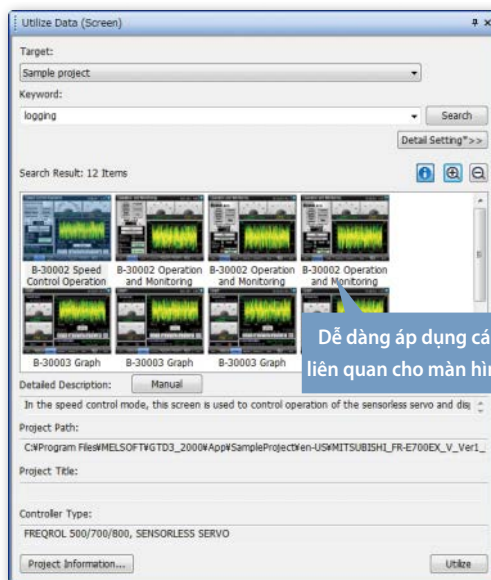 Utilize Data (Screen)
Target:
Sample project
Keyword:
logging
Search
Detail Setting*>>
Search Result: 12 Items
B-30002 Speed Control Operation
B-30002 Operation and Monitoring
B-30002 Operation and Monitoring
B-30002 Operation and Monitoring
B-30003 Graph
B-30003 Graph
B-30003 Graph
Dễ dàng áp dụng cá
liên quan cho màn hìn
Detailed Description:
Manual
In the speed control mode, this screen is used to control operation of the sensorless servo and disp
Project Path:
C:¥Program Files¥MELSOFT¥GTD3_2000¥App¥SampleProject¥en-US¥MITSUBISHI_FR-E700EX_V_Ver1_
Project Title:
Controller Type:
FREQROL 500/700/800, SENSORLESS SERVO
Project Information...
Utilize